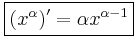 (x^α)′ = αx^{α−1}